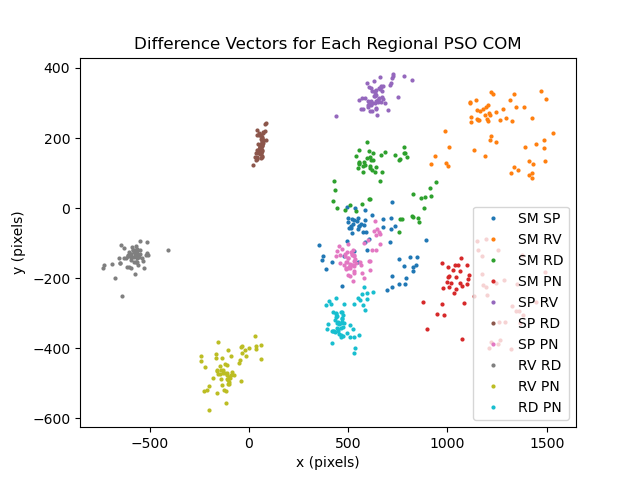 Difference Vectors for Each Regional PSO COM
400
200
0
−200
−400
−600
y (pixels)
−500
0
500
1000
1500
x (pixels)
SM SP
SM RV
SM RD
SM PN
SP RV
SP RD
SP PN
RV RD
RV PN
RD PN